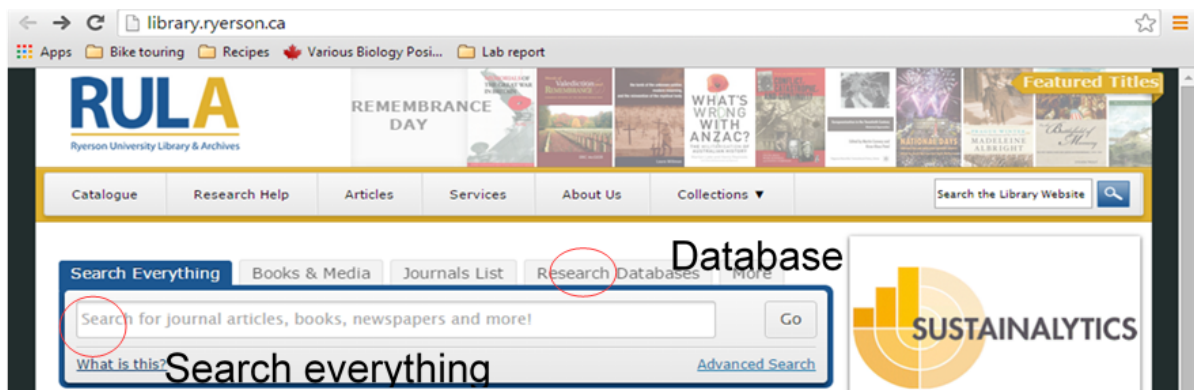 library.ryerson.ca
Apps Bike touring Recipes Various Biology Posi... Lab report
RULA
Ryerson University Library & Archives
REMEMBRANCE
DAY
WHAT'S
WRONG
WITH
ANZAC?
NATIONAL DAYS
MADELEINE
ALBRIGHT
Featured Titles
Catalogue Research Help Articles Services About Us Collections ▼
Search the Library Website
Search Everything Books & Media Journals List Research Databases More
Database
Search for journal articles, books, newspapers and more! Go
What is this? Advanced Search
Search everything
SUSTAINALYTICS